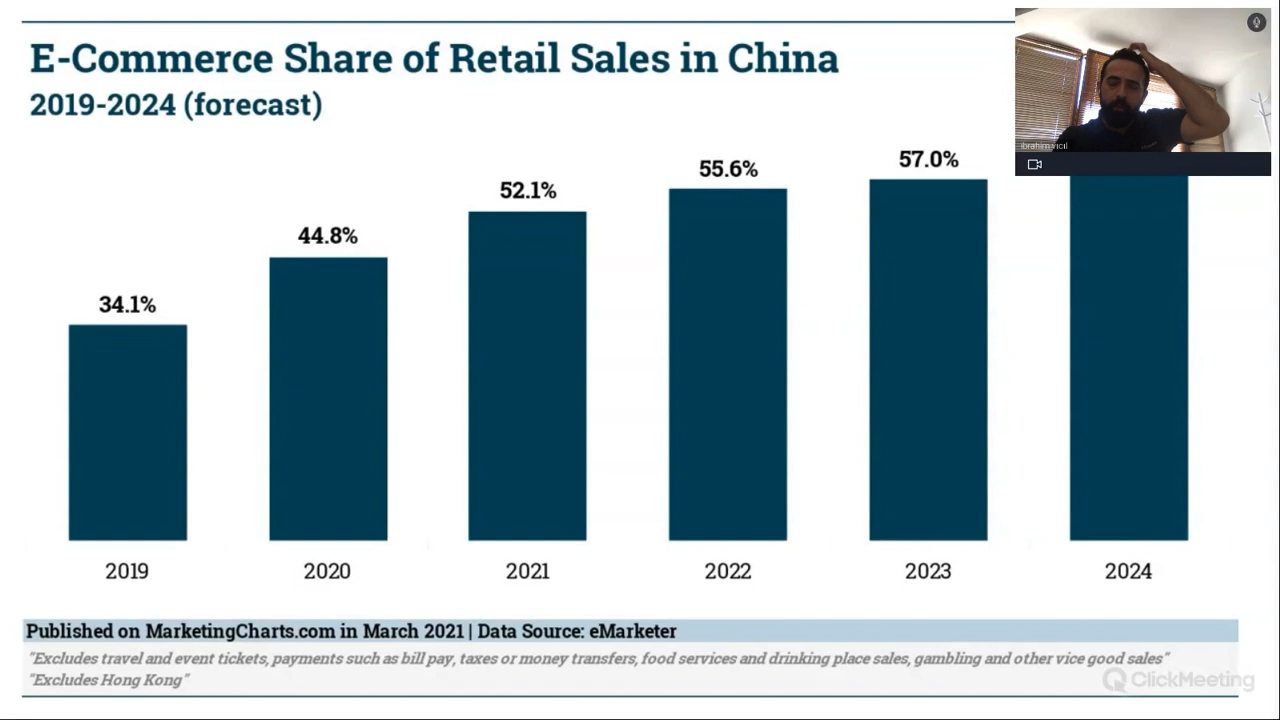 E-Commerce Share of Retail Sales in China
2019-2024 (forecast)
34.1%
44.8%
52.1%
55.6%
57.0%
2019
2020
2021
2022
2023
2024
Published on MarketingCharts.com in March 2021 | Data Source: eMarketer
"Excludes travel and event tickets, payments such as bill pay, taxes or money transfers, food services and drinking place sales, gambling and other vice good sales"
"Excludes Hong Kong"
ClickMeeting